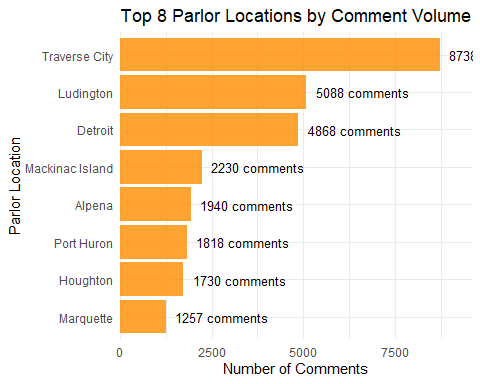 Top 8 Parlor Locations by Comment Volume
Parlor Location
Traverse City
Ludington 5088 comments
Detroit 4868 comments
Mackinac Island 2230 comments
Alpena 1940 comments
Port Huron 1818 comments
Houghton 1730 comments
Marquette 1257 comments
0 2500 5000 7500
Number of Comments